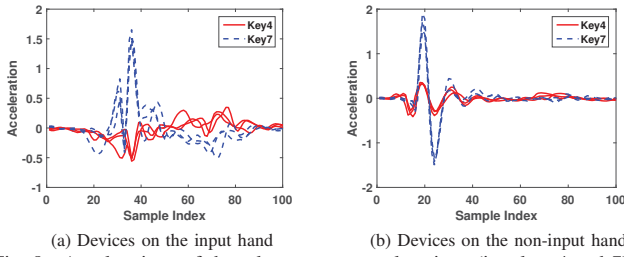 2
1.5
1
0.5
0
-0.5
-1
Acceleration
0 20 40 60 80 100
Sample Index
Key4
Key7
(a) Devices on the input hand
2
1
0
-1
-2
Acceleration
0 20 40 60 80 100
Sample Index
Key4
Key7
(b) Devices on the non-input hand